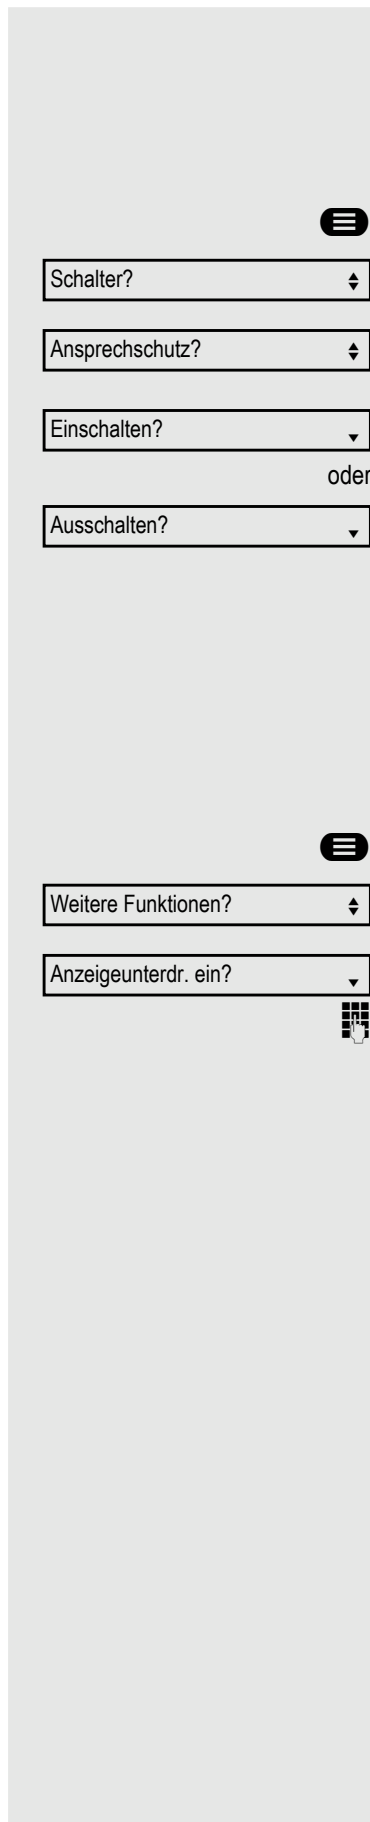 Schalter?
Ansprechschutz?
Einschalten?
oder
Ausschalten?
Weitere Funktionen?
Anzeigeunterdr. ein?